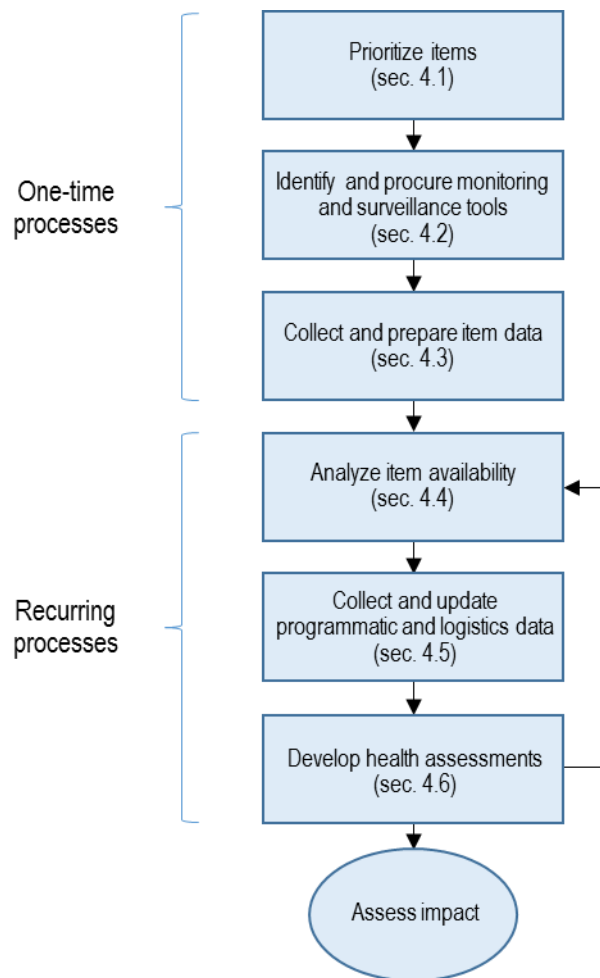 Prioritize items
(sec. 4.1)
One-time
processes
Identify and procure monitoring
and surveillance tools
(sec. 4.2)
Collect and prepare item data
(sec. 4.3)
Analyze item availability
(sec. 4.4)
Recurring
processes
Collect and update
programmatic and logistics data
(sec. 4.5)
Develop health assessments
(sec. 4.6)
Assess impact